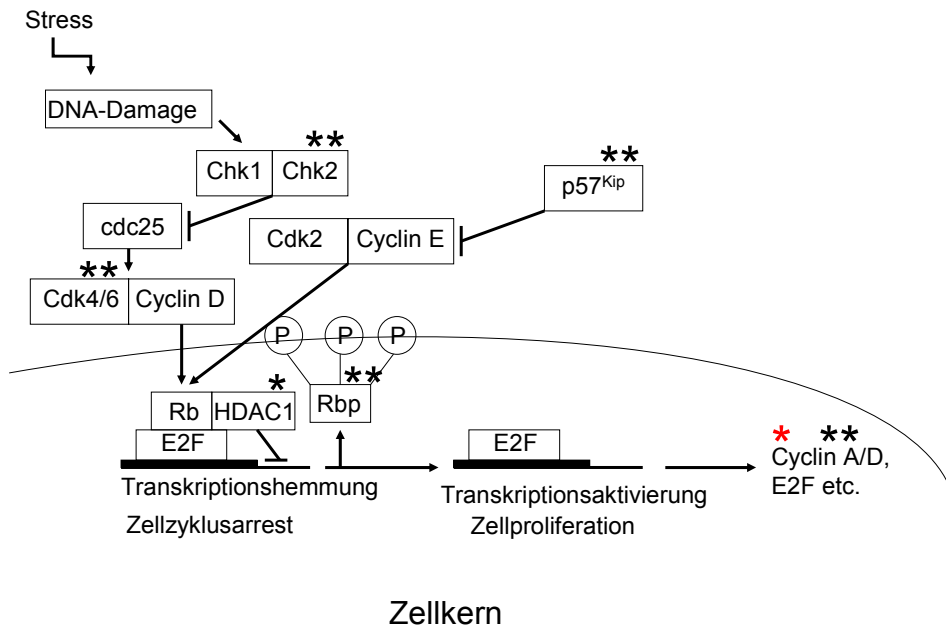 Stress
DNA-Damage
**
Chk1 Chk2
**
p57Kip
cdc25
Cdk2 Cyclin E
**
Cdk4/6 Cyclin D
P P P
*
**
Rb HDAC1
Rbp
E2F
E2F
* **
Cyclin A/D,
E2F etc.
Transkriptionshemmung
Zellzyklusarrest
Transkriptionsaktivierung
Zellproliferation
Zellkern